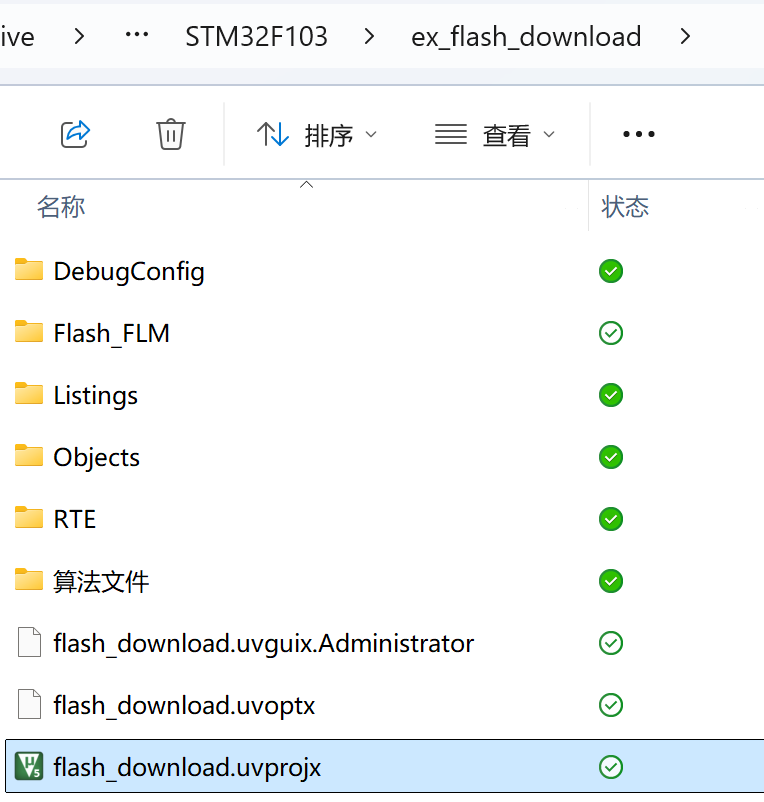 ive > ... STM32F103 > ex_flash_download >
排序 查看
名称 状态
DebugConfig
Flash_FLM
Listings
Objects
RTE
算法文件
flash_download.uvguix.Administrator
flash_download.uvoptx
flash_download.uvprojx